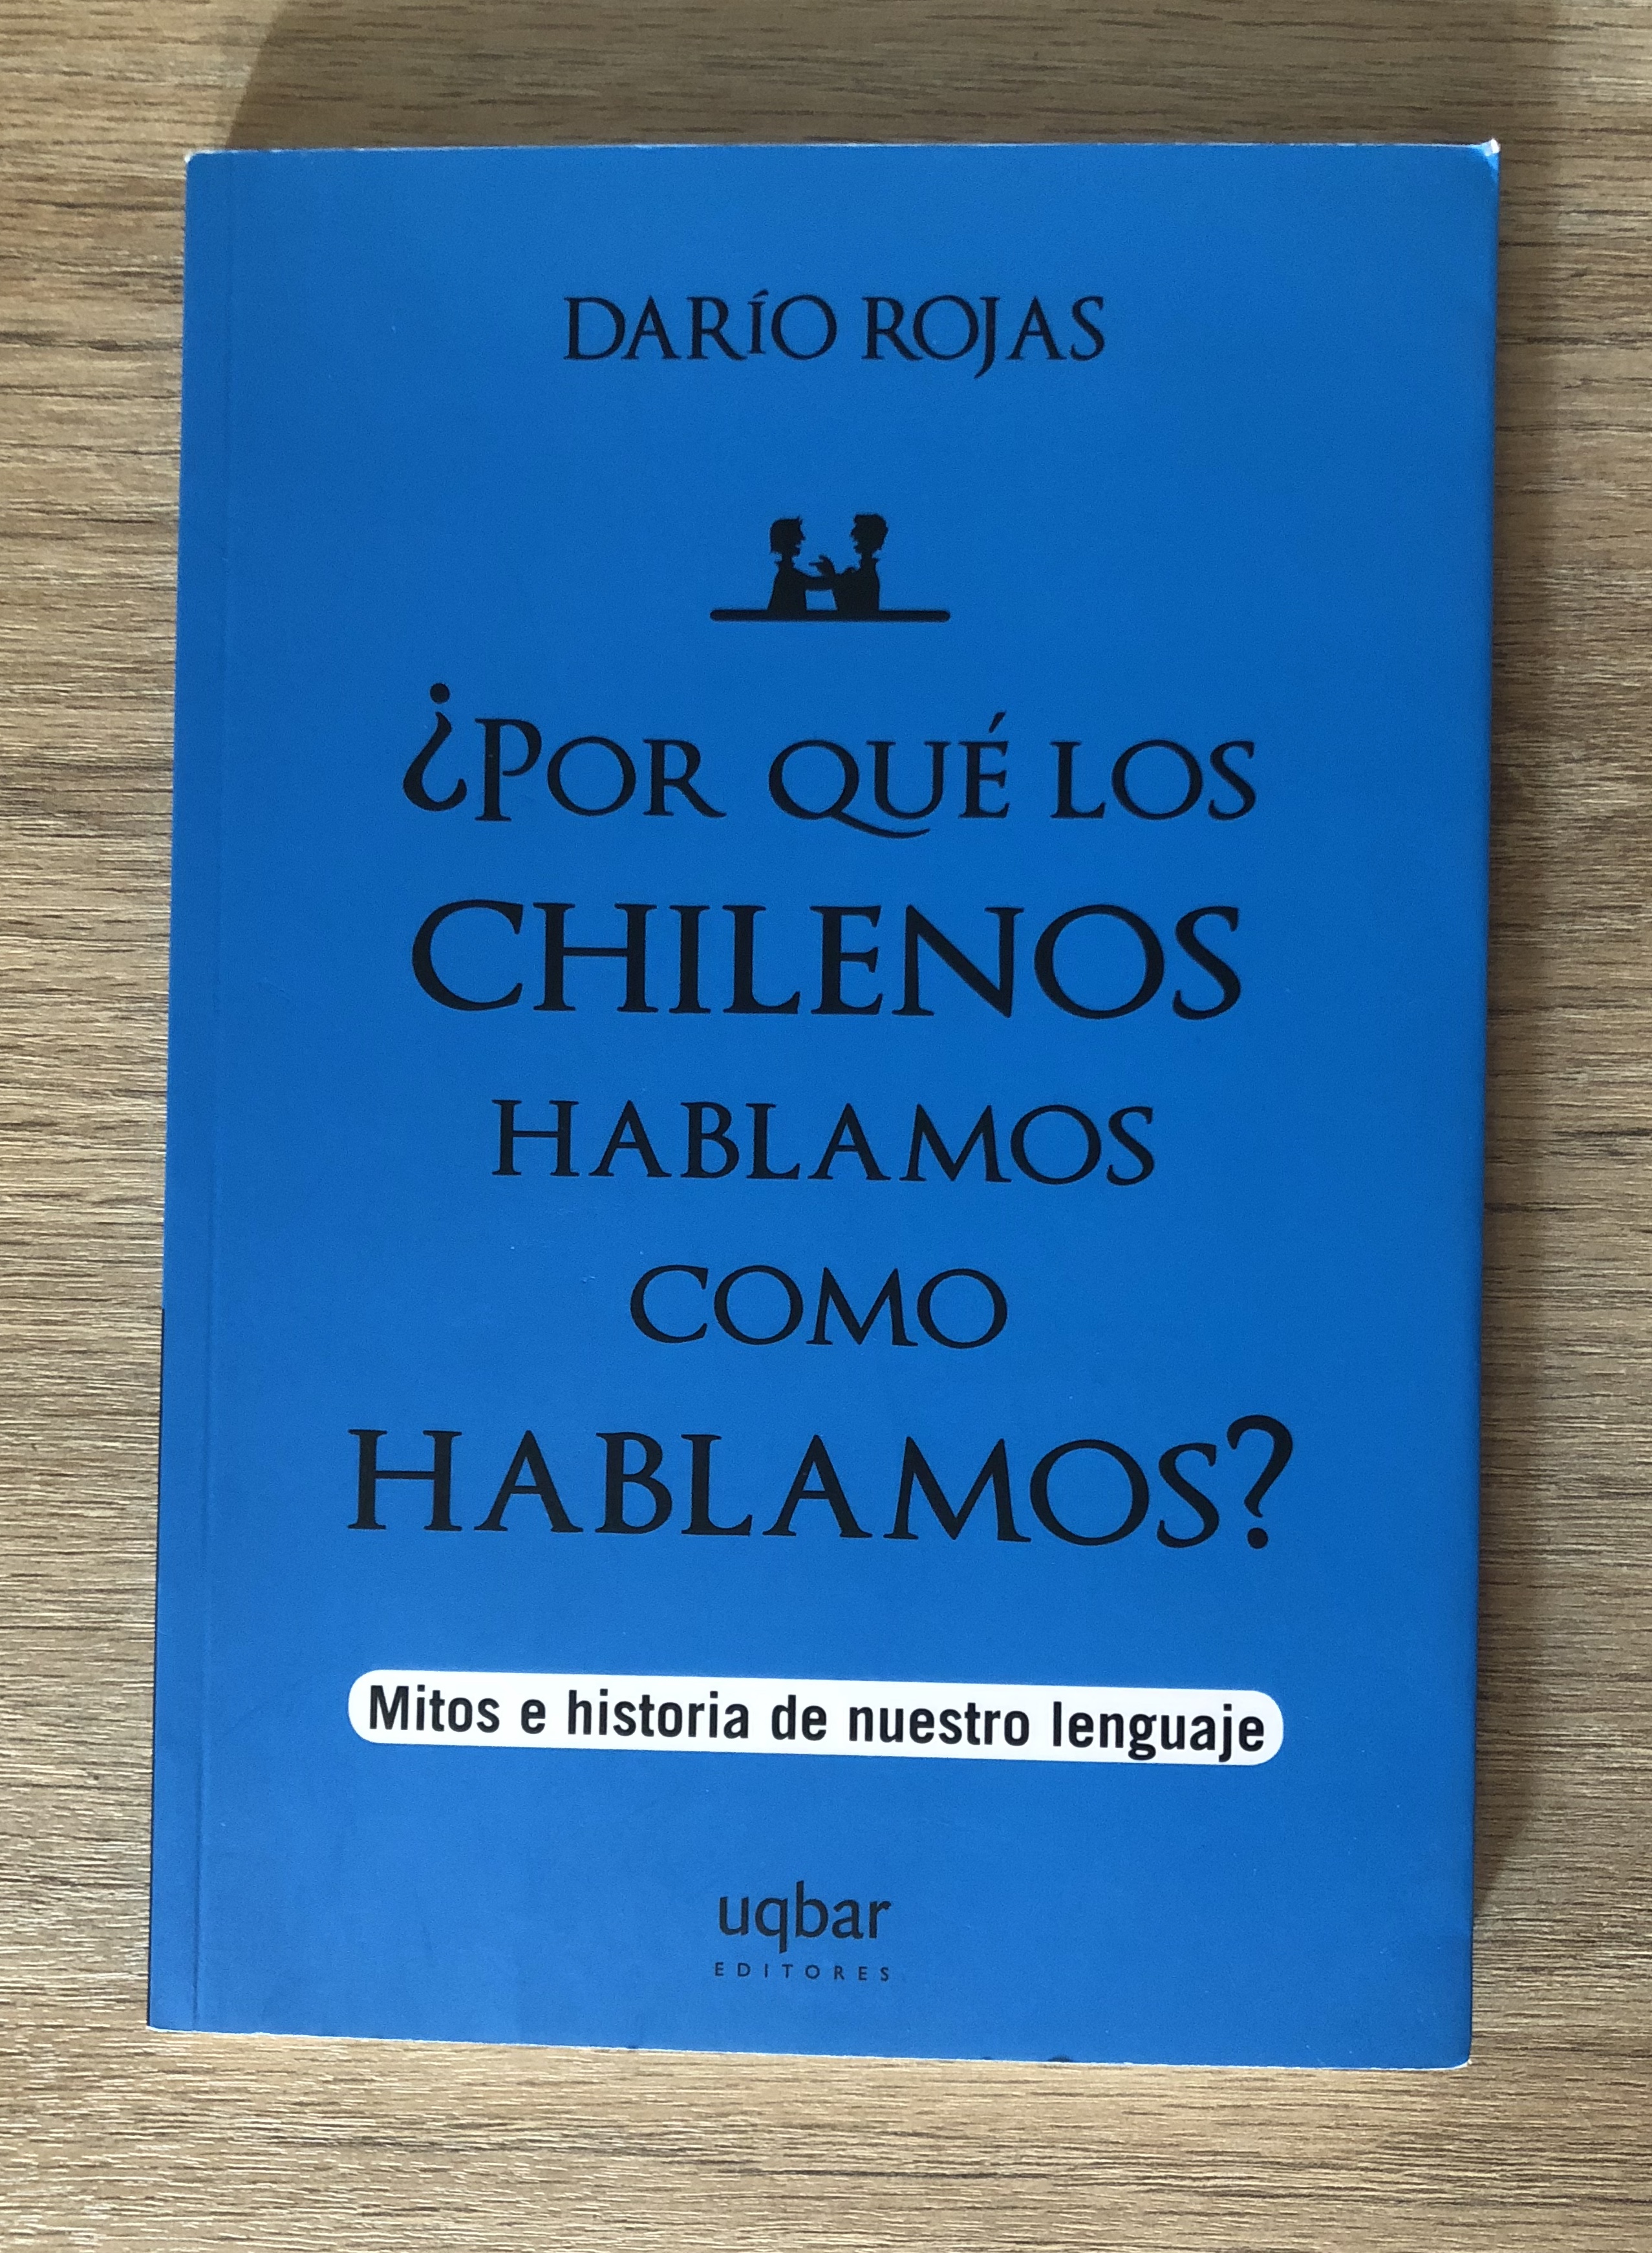 DARÍO ROJAS
¿POR QUÉ LOS
CHILENOS
HABLAMOS
COMO
HABLAMOS?
Mitos e historia de nuestro lenguaje
uqbar
EDITORES